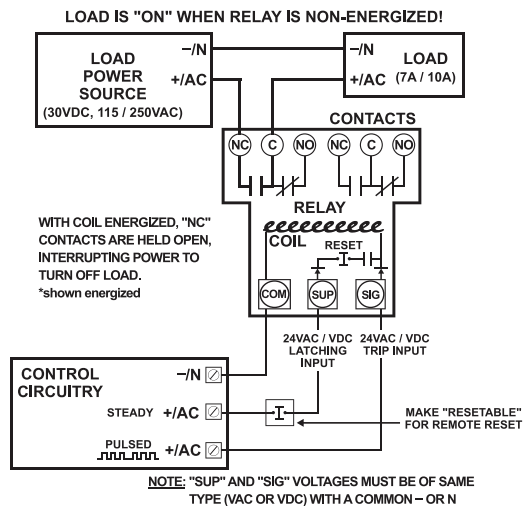 LOAD IS "ON" WHEN RELAY IS NON-ENERGIZED!
LOAD
POWER
SOURCE
(30VDC, 115 / 250VAC)
−/N
+/AC
−/N
+/AC
LOAD
(7A / 10A)
CONTACTS
NC
C
NO
NC
C
NO
RELAY
COIL
RESET
WITH COIL ENERGIZED, "NC"
CONTACTS ARE HELD OPEN,
INTERRUPTING POWER TO
TURN OFF LOAD.
*shown energized
COM
SUP
SIG
24VAC / VDC
LATCHING
INPUT
24VAC / VDC
TRIP INPUT
CONTROL
CIRCUITRY
−/N
STEADY +/AC
PULSED +/AC
MAKE "RESETABLE"
FOR REMOTE RESET
NOTE: "SUP" AND "SIG" VOLTAGES MUST BE OF SAME
TYPE (VAC OR VDC) WITH A COMMON − OR N